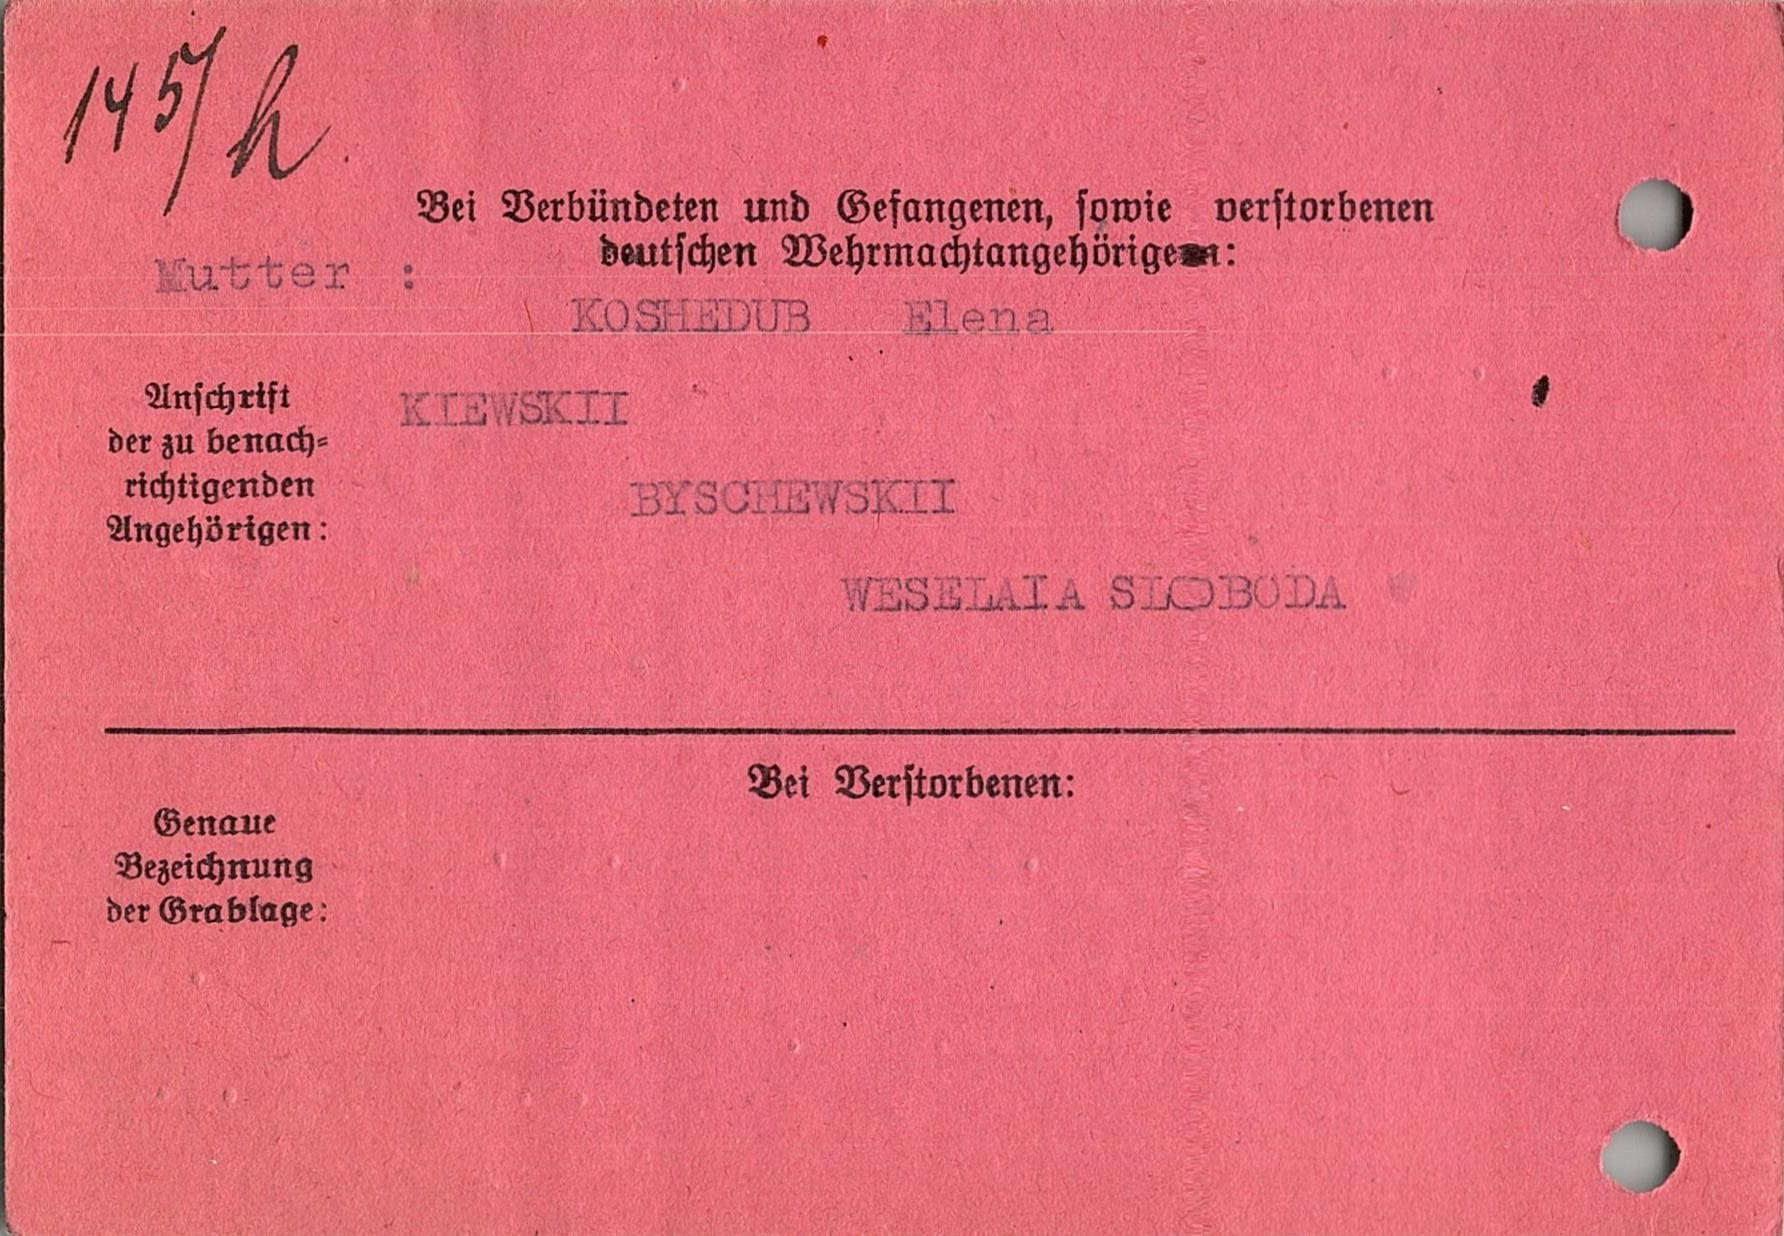 145/h
Bei Verbündeten und Gefangenen, sowie verstorbenen
deutschen Wehrmachtangehörigen:
Mutter :
KOSHEDUB Elena
Anschrift
der zu benach-
richtigenden
Angehörigen:
KIEWSKII
BYSCHEWSKII
WESELAIA SLOBODA
Bei Verstorbenen:
Genaue
Bezeichnung
der Grablage: